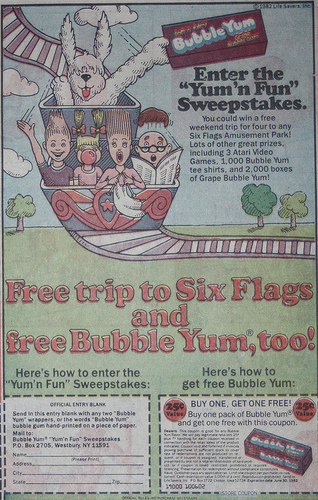 © 1982 Life Savers, Inc.
Bubble Yum
Enter the
"Yum'n Fun"
Sweepstakes.
You could win a free
weekend trip for four to any
Six Flags Amusement Park!
Lots of other great prizes,
including 3 Atari Video
Games, 1,000 Bubble Yum
tee shirts, and 2,000 boxes
of Grape Bubble Yum!
Free trip to Six Flags
and
free Bubble Yum,® too!
Here's how to enter the
"Yum'n Fun" Sweepstakes:
Here's how to
get free Bubble Yum:
OFFICIAL ENTRY BLANK
Send in this entry blank with any two "Bubble
Yum" wrappers, or the words "Bubble Yum"
bubble gum hand-printed on a piece of paper.
Mail to:
Bubble Yum® "Yum'n Fun" Sweepstakes
P.O. Box 2706, Westbury, NY 11591
Name
(Please Print)
Address
City
State Zip
25¢ Value
BUY ONE, GET ONE FREE!
Buy one pack of Bubble Yum®
and get one free with this coupon.
25¢ Value
Bubble Yum
STORE COUPON